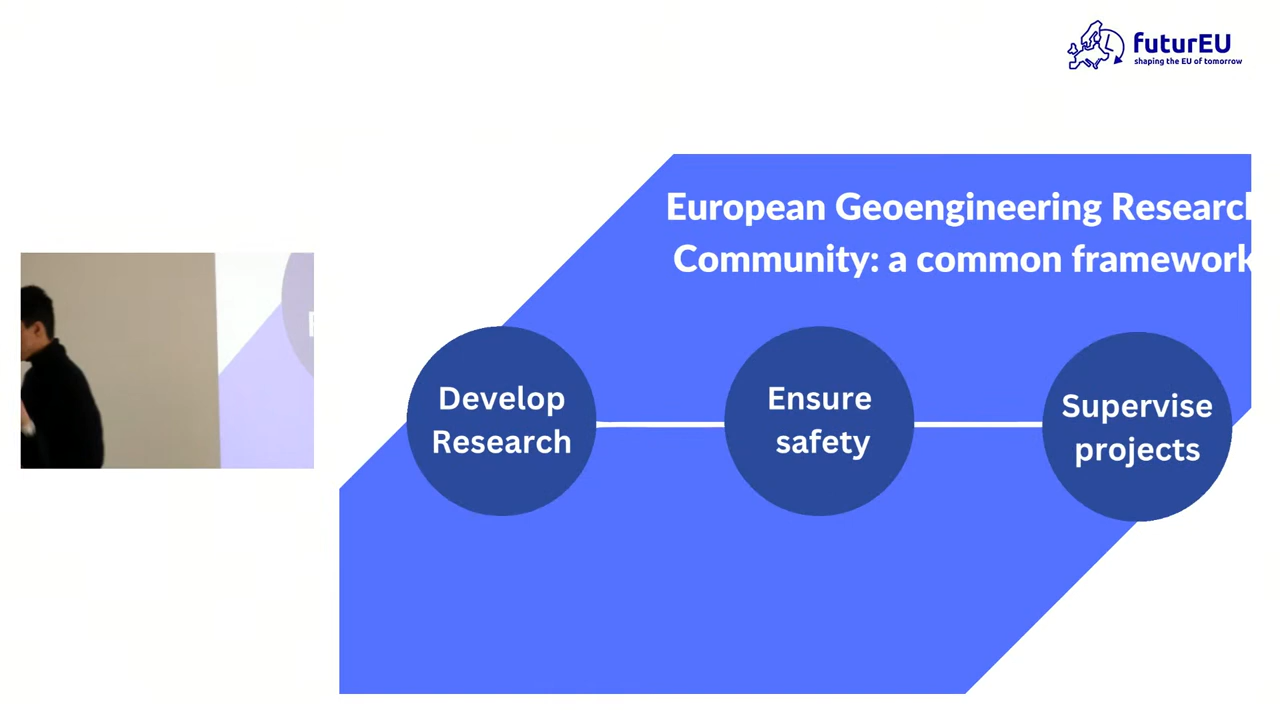 futurEU
shaping the EU of tomorrow
European Geoengineering Research
Community: a common framework
Develop
Research
Ensure
safety
Supervise
projects